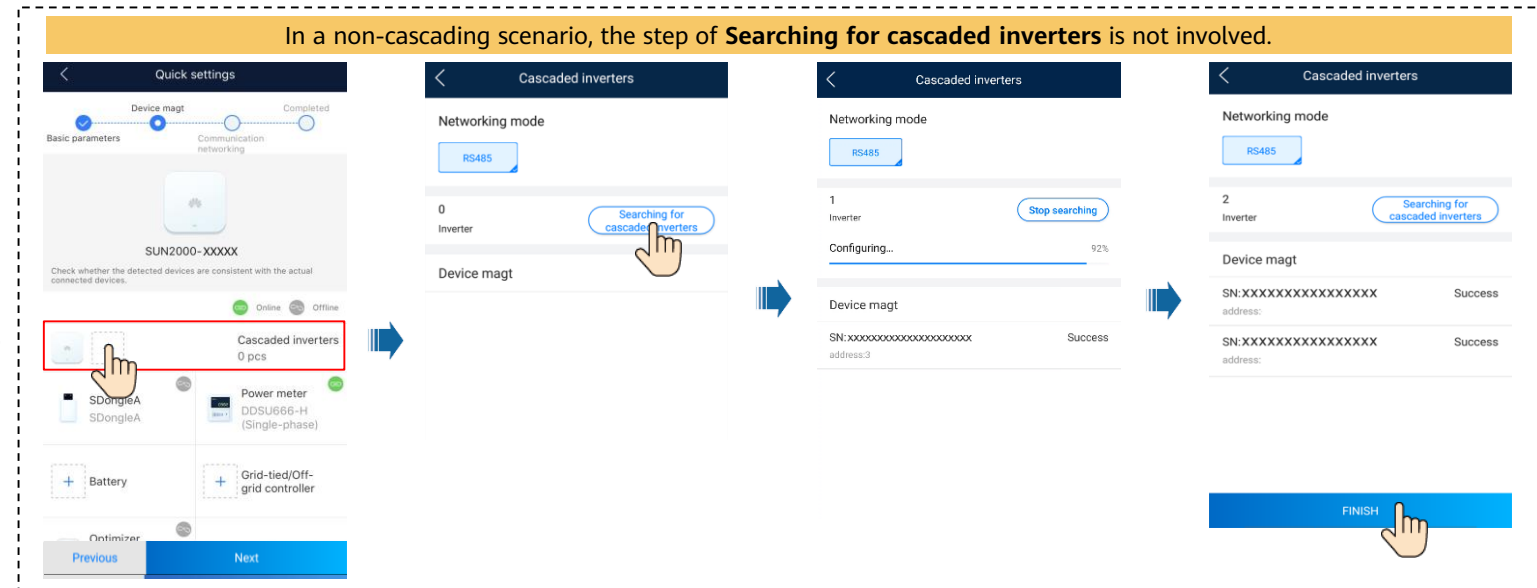 In a non-cascading scenario, the step of Searching for cascaded inverters is not involved.
Quick settings
Device magt
Completed
Basic parameters
Communication
networking
SUN2000-XXXXX
Check whether the detected devices are consistent with the actual
connected devices.
Online
Offline
Cascaded inverters
0 pcs
SDongleA
SDongleA
Power meter
DDSU666-H
(Single-phase)
+ Battery
+ Grid-tied/Off-
grid controller
Optimizer
Previous
Next
Cascaded inverters
Networking mode
RS485
0
Inverter
Searching for
cascaded inverters
Device magt
Cascaded inverters
Networking mode
RS485
1
Inverter
Stop searching
Configuring...
92%
Device magt
SN:xxxxxxxxxxxxxxxxxxxxx
Success
address:3
Cascaded inverters
Networking mode
RS485
2
Inverter
Searching for
cascaded inverters
Device magt
SN:XXXXXXXXXXXXXXXX
Success
address:
SN:XXXXXXXXXXXXXXXX
Success
address:
FINISH